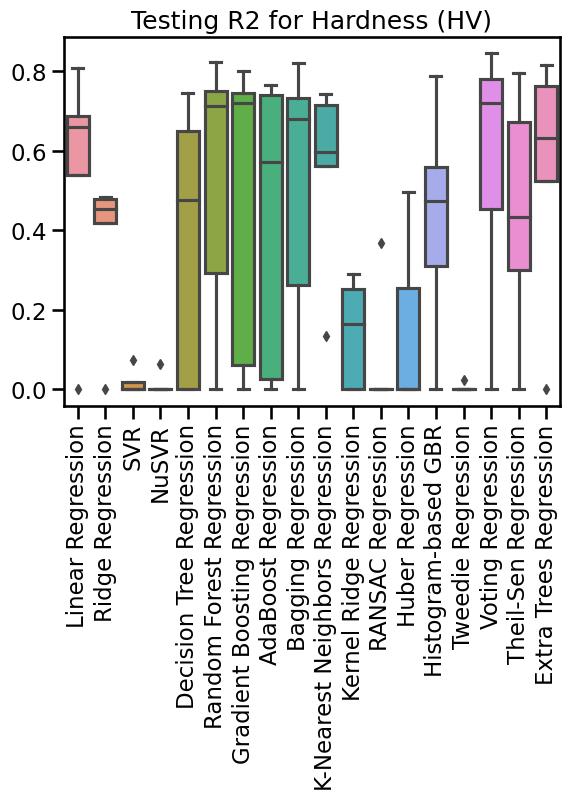 Testing R2 for Hardness (HV)
0.8
0.6
0.4
0.2
0.0
Linear Regression
Ridge Regression
SVR
NuSVR
Decision Tree Regression
Random Forest Regression
Gradient Boosting Regression
AdaBoost Regression
Bagging Regression
K-Nearest Neighbors Regression
Kernel Ridge Regression
RANSAC Regression
Huber Regression
Histogram-based GBR
Tweedie Regression
Voting Regression
Theil-Sen Regression
Extra Trees Regression